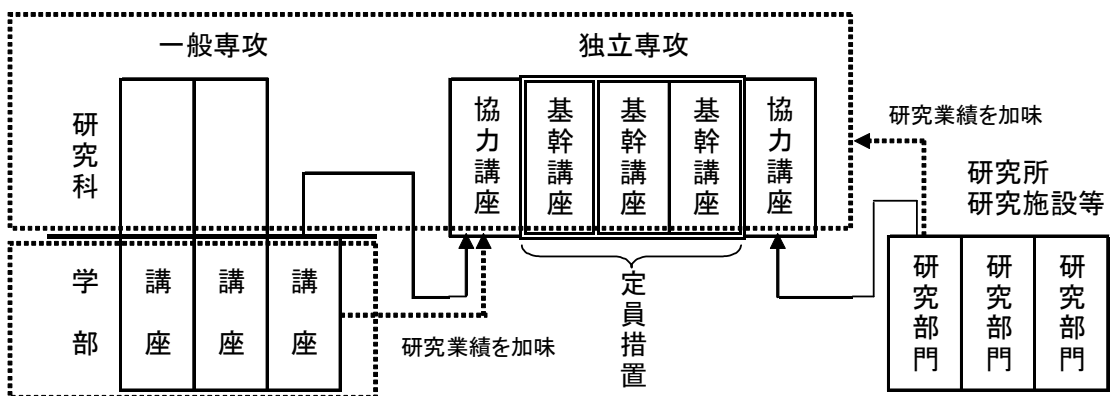 一般専攻
独立専攻
研究科
協力講座
基幹講座
基幹講座
基幹講座
協力講座
研究業績を加味
研究所
研究施設等
学部
講座
講座
講座
研究業績を加味
定員措置
研究部門
研究部門
研究部門